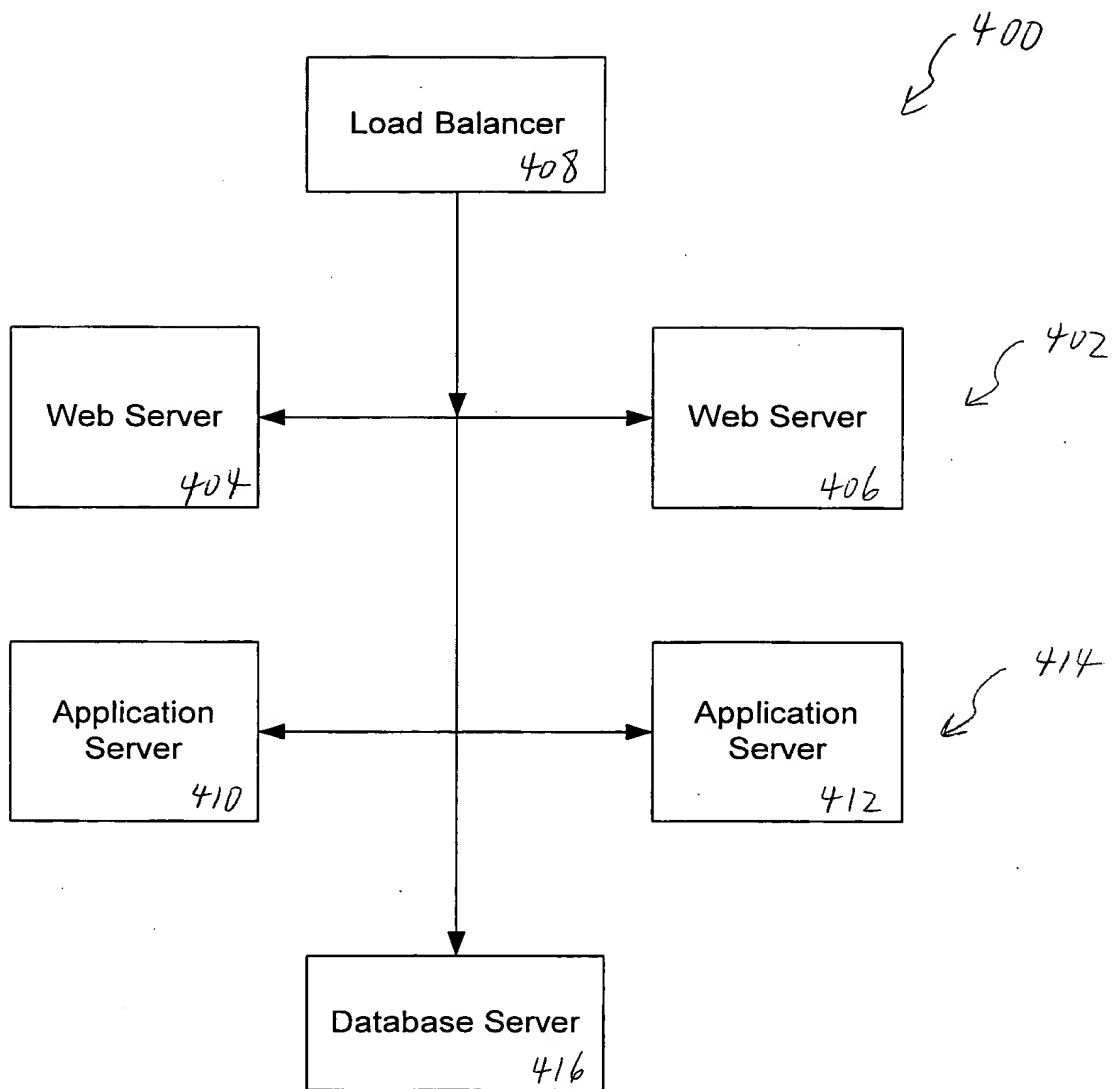 400
Load Balancer
408
402
Web Server
404
Web Server
406
414
Application
Server
410
Application
Server
412
Database Server
416